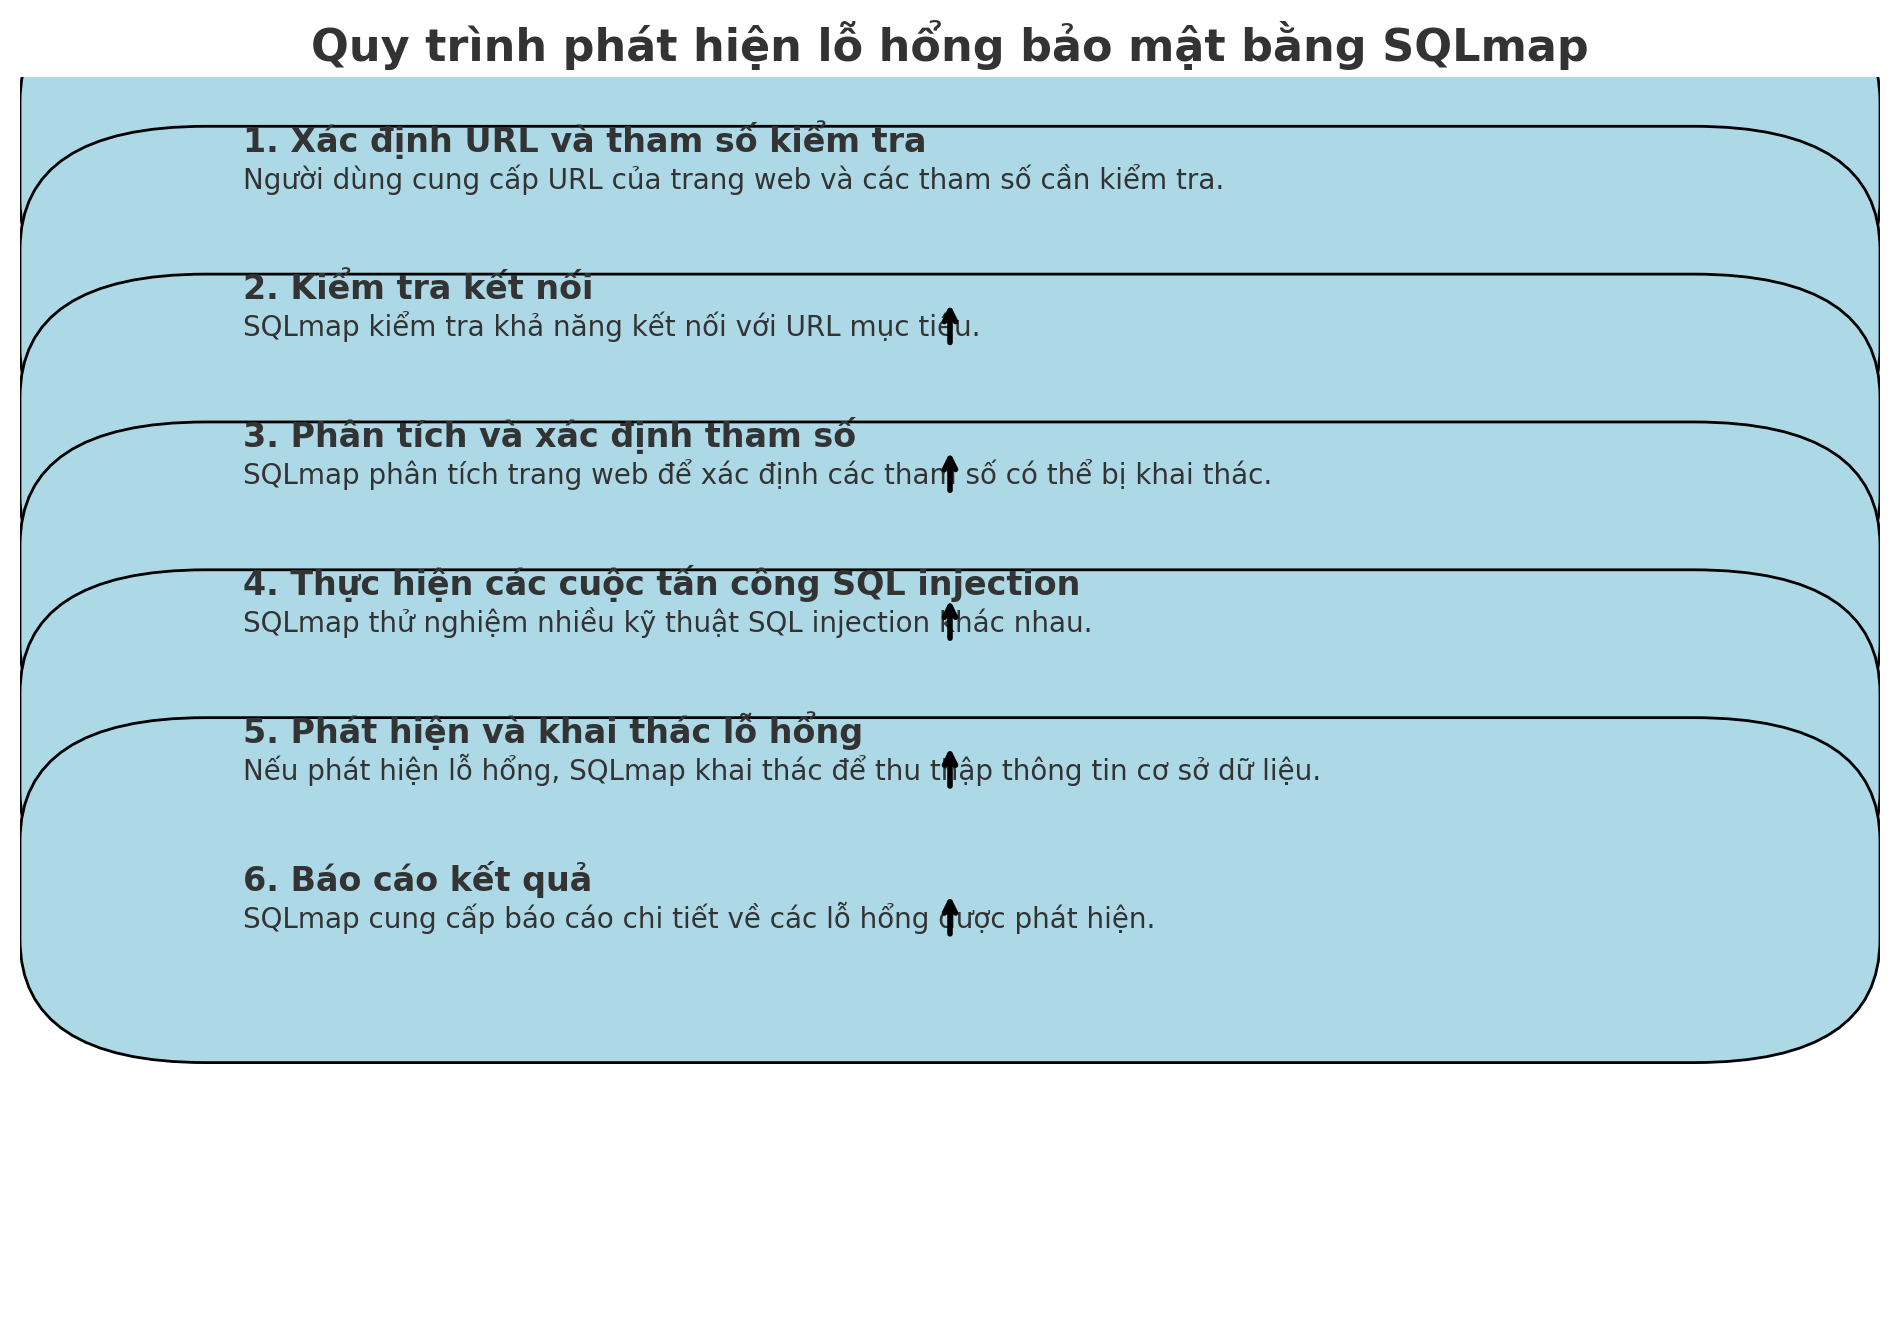 Quy trình phát hiện lỗ hổng bảo mật bằng SQLmap
1. Xác định URL và tham số kiểm tra
Người dùng cung cấp URL của trang web và các tham số cần kiểm tra.
2. Kiểm tra kết nối
SQLmap kiểm tra khả năng kết nối với URL mục tiêu.
3. Phân tích và xác định tham số
SQLmap phân tích trang web để xác định các tham số có thể bị khai thác.
4. Thực hiện các cuộc tấn công SQL injection
SQLmap thử nghiệm nhiều kỹ thuật SQL injection khác nhau.
5. Phát hiện và khai thác lỗ hổng
Nếu phát hiện lỗ hổng, SQLmap khai thác để thu thập thông tin cơ sở dữ liệu.
6. Báo cáo kết quả
SQLmap cung cấp báo cáo chi tiết về các lỗ hổng được phát hiện.